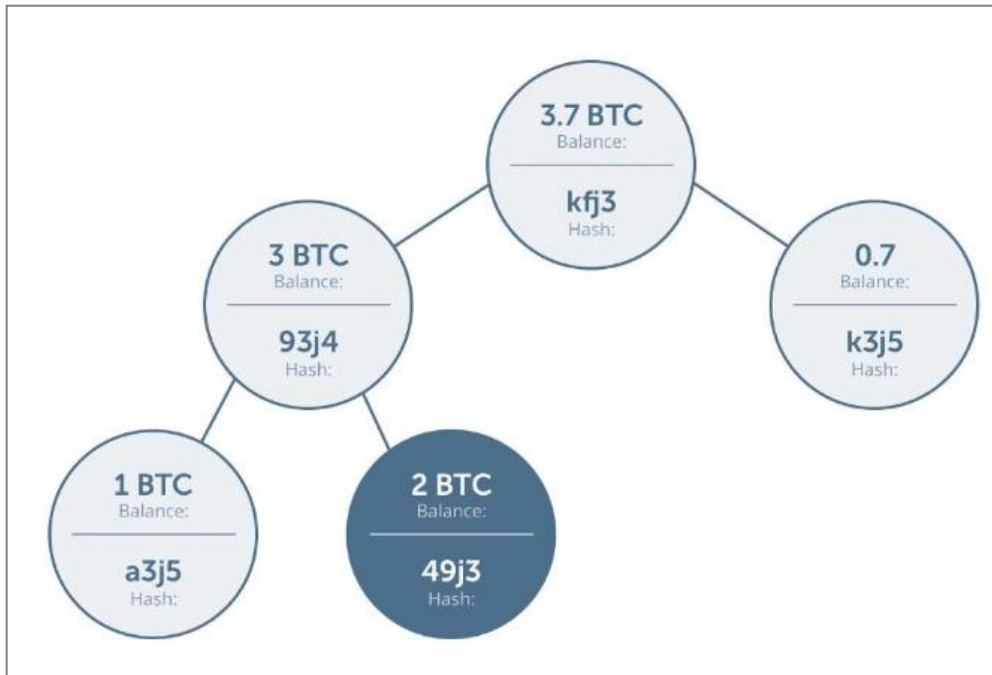 3.7 BTC
Balance:
kfj3
Hash:
3 BTC
Balance:
93j4
Hash:
0.7
Balance:
k3j5
Hash:
1 BTC
Balance:
a3j5
Hash:
2 BTC
Balance:
49j3
Hash: